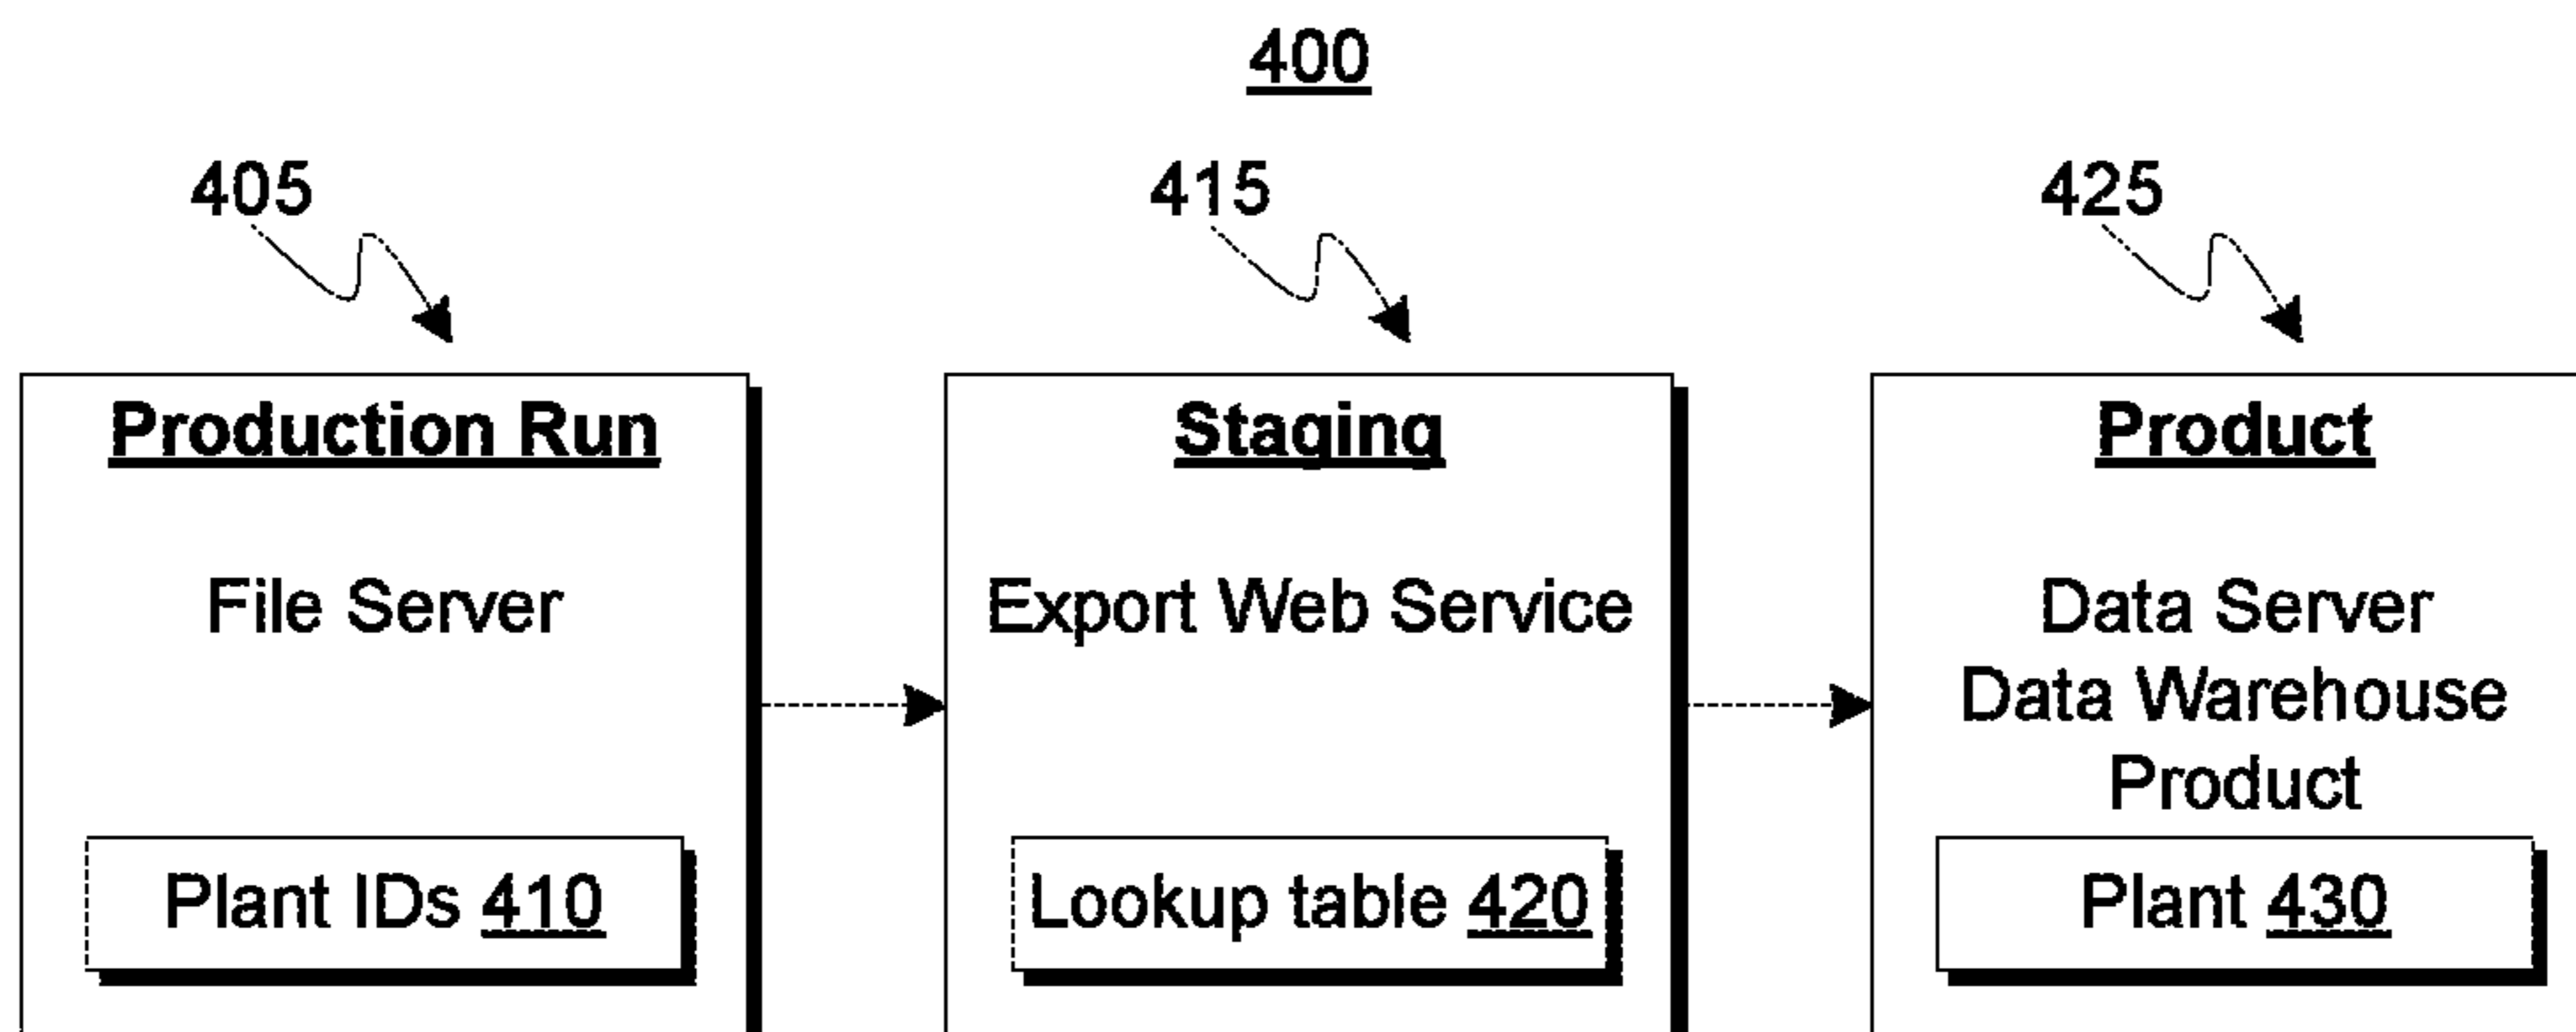 400
405
415
425
Production Run
File Server
Plant IDs 410
Staging
Export Web Service
Lookup table 420
Product
Data Server
Data Warehouse
Product
Plant 430